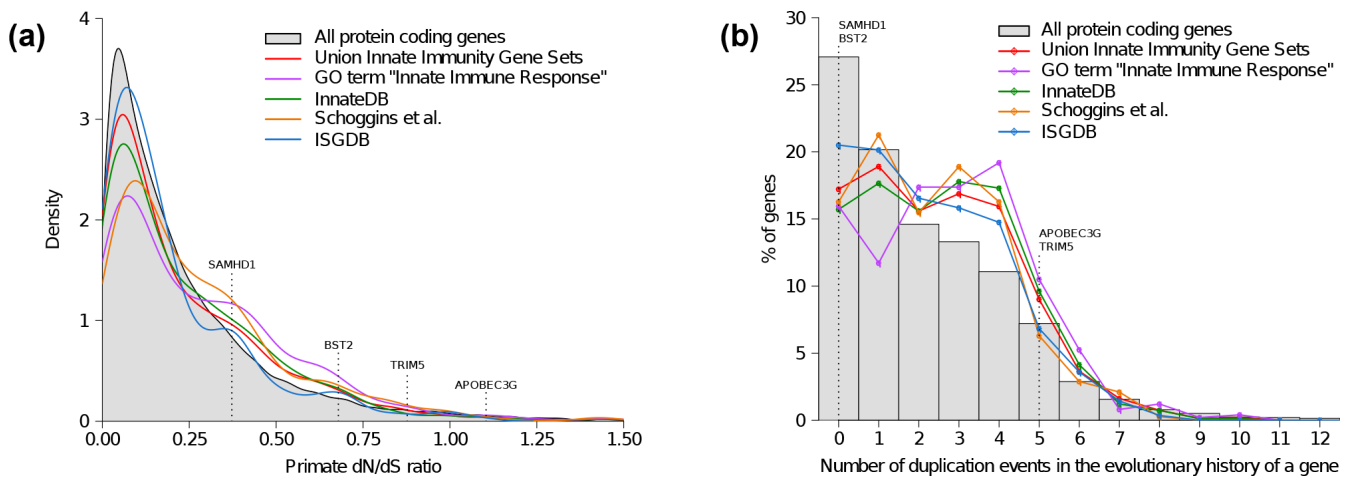 (a)
4
3
2
1
0
Density
All protein coding genes
Union Innate Immunity Gene Sets
GO term "Innate Immune Response"
InnateDB
Schoggins et al.
ISGDB
SAMHD1
BST2
TRIM5
APOBEC3G
0.00 0.25 0.50 0.75 1.00 1.25 1.50
Primate dN/dS ratio
(b)
30
25
20
15
10
5
0
% of genes
SAMHD1
BST2
All protein coding genes
Union Innate Immunity Gene Sets
GO term "Innate Immune Response"
InnateDB
Schoggins et al.
ISGDB
APOBEC3G
TRIM5
0 1 2 3 4 5 6 7 8 9 10 11 12
Number of duplication events in the evolutionary history of a gene